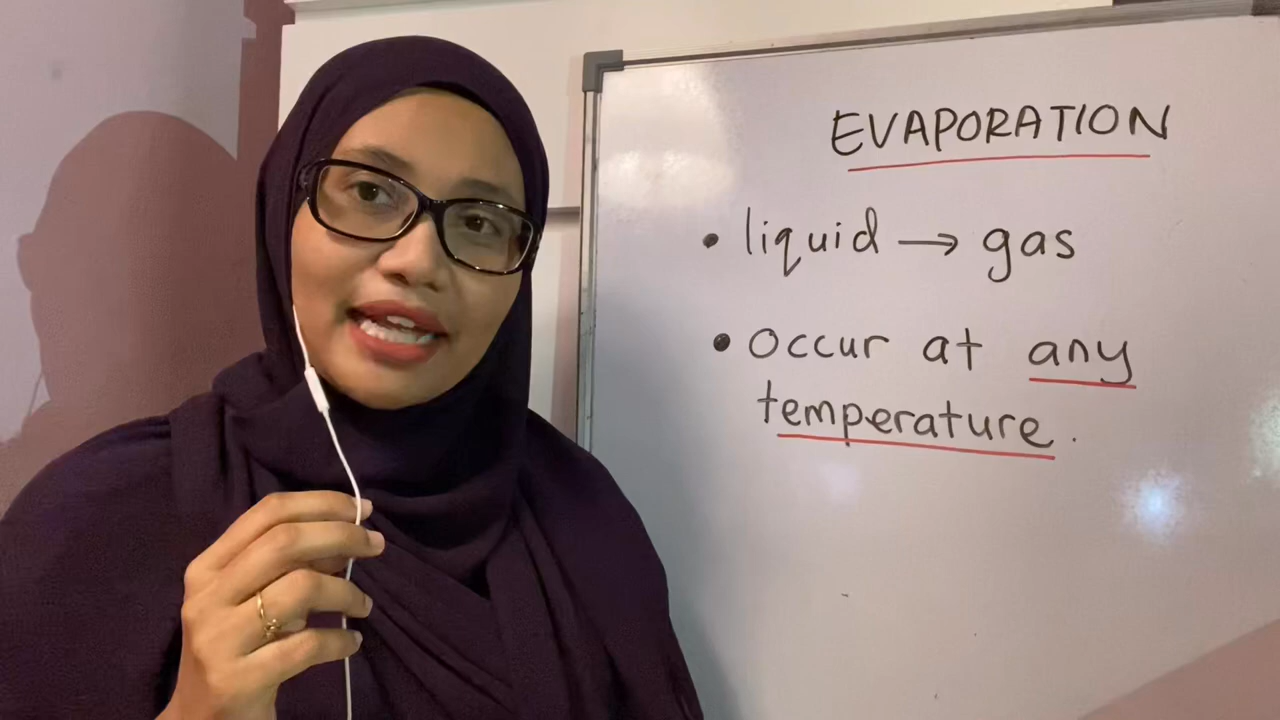 EVAPORATION
• liquid → gas
• occur at any
temperature.